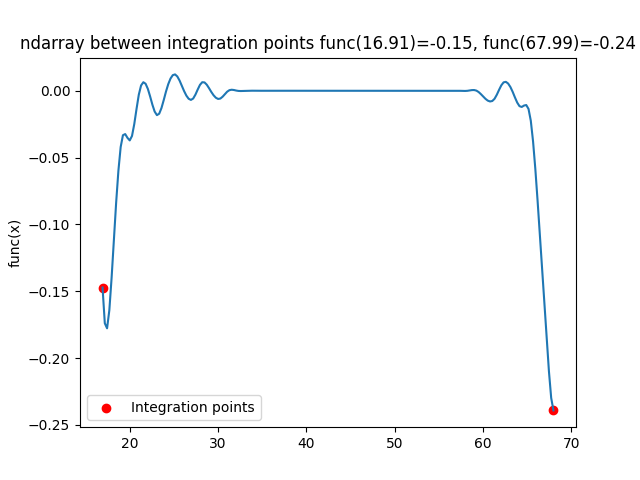 ndarray between integration points func(16.91)=-0.15, func(67.99)=-0.24
0.00
−0.05
−0.10
−0.15
−0.20
−0.25
func(x)
Integration points
20 30 40 50 60 70